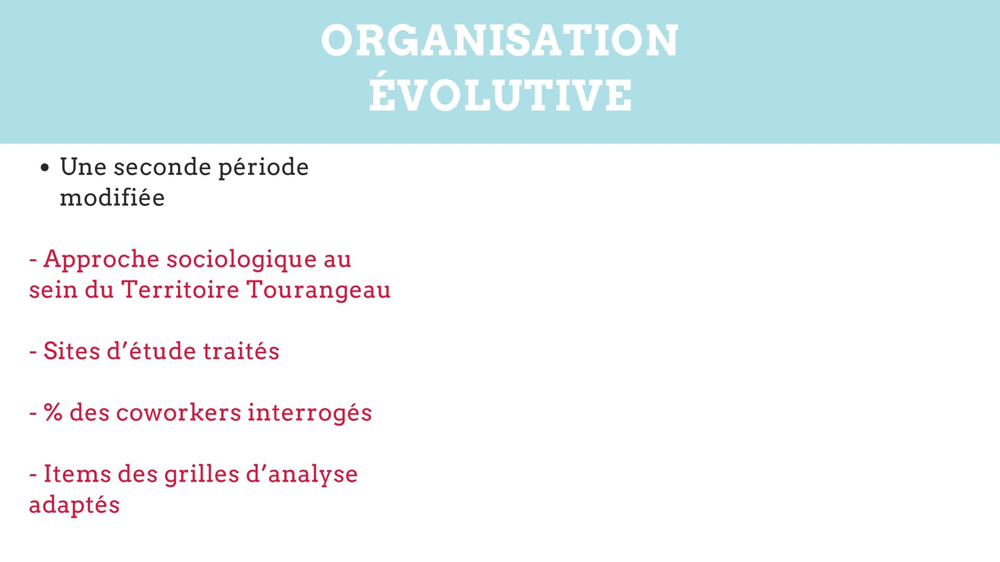 ORGANISATION
ÉVOLUTIVE
• Une seconde période
modifiée
- Approche sociologique au
sein du Territoire Tourangeau
- Sites d’étude traités
- % des coworkers interrogés
- Items des grilles d’analyse
adaptés